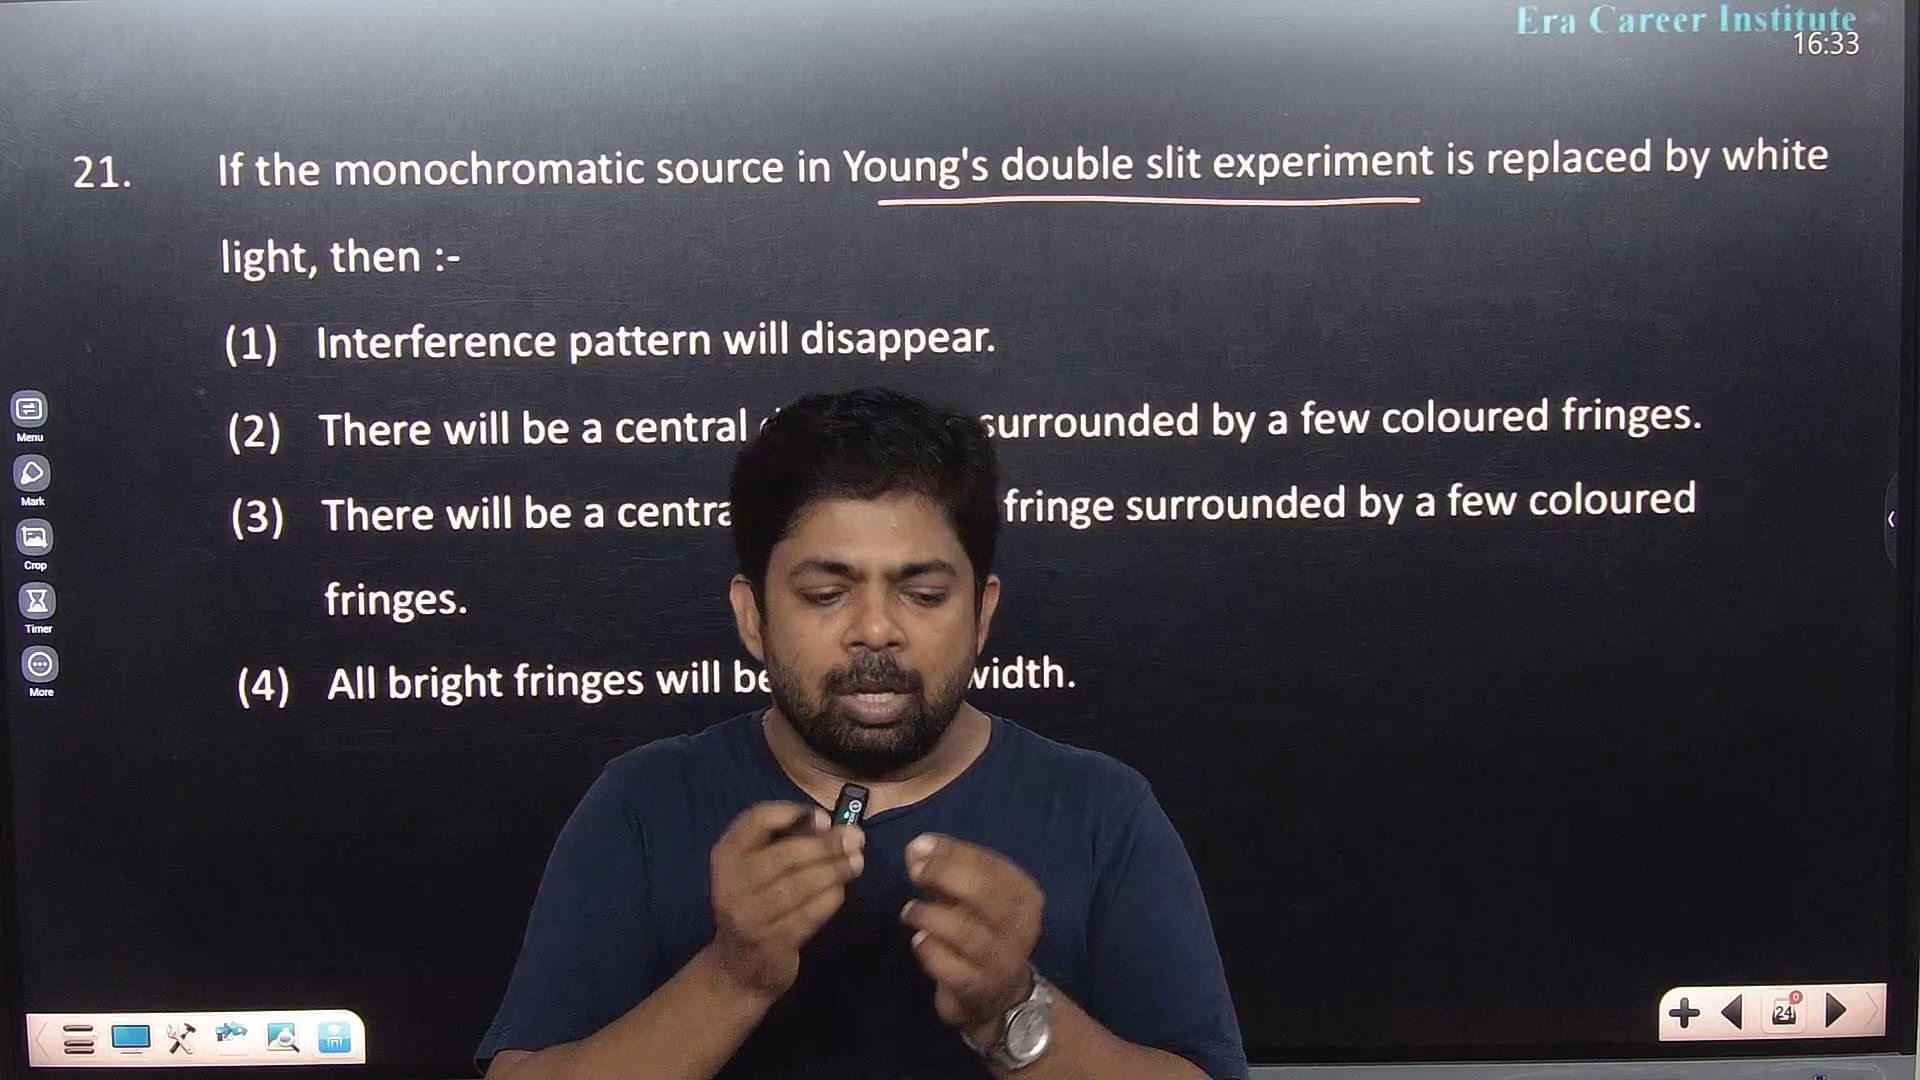 Era Career Institute
16:33
21. If the monochromatic source in Young's double slit experiment is replaced by white
light, then :-
(1) Interference pattern will disappear.
(2) There will be a central surrounded by a few coloured fringes.
(3) There will be a fringe surrounded by a few coloured
fringes.
(4) All bright fringes will
Menu
Mark
Crop
Timer
More
0
24